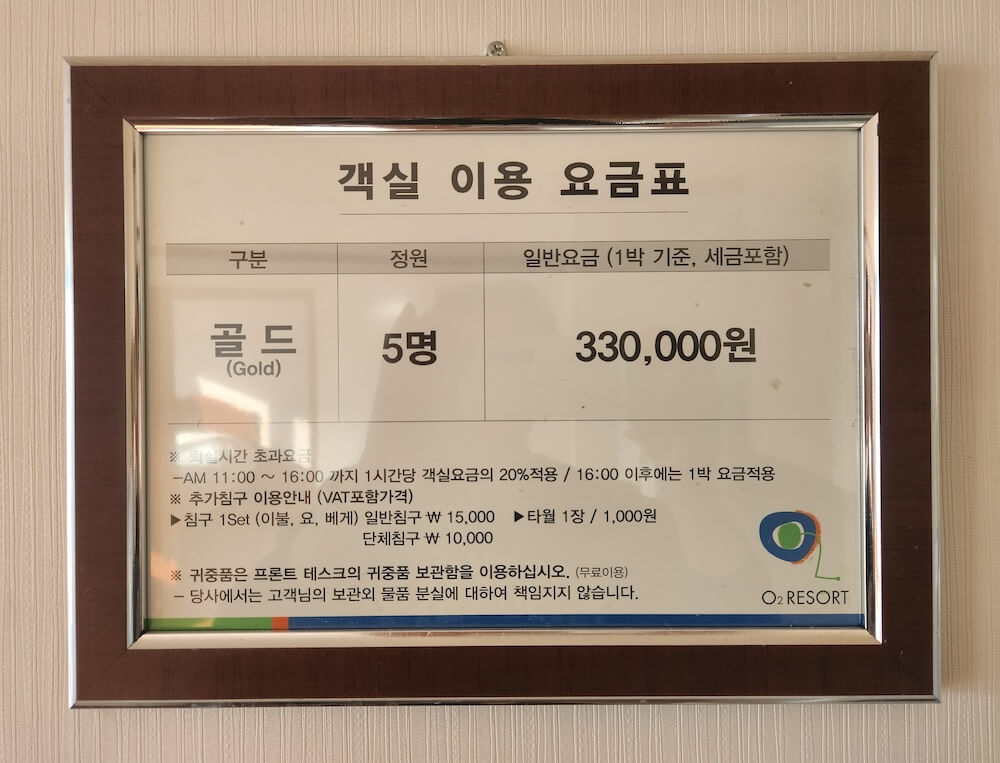 객실 이용 요금표
구분 정원 일반요금 (1박 기준, 세금포함)
골드 5명 330,000원
(Gold)
※ 퇴실시간 초과요금
-AM 11:00 ~ 16:00 까지 1시간당 객실요금의 20%적용 / 16:00 이후에는 1박 요금적용
※ 추가침구 이용안내 (VAT포함가격)
▶침구 1Set (이불, 요, 베게) 일반침구 ₩ 15,000 ▶타월 1장 / 1,000원
단체침구 ₩ 10,000
※ 귀중품은 프론트 테스크의 귀중품 보관함을 이용하십시오. (무료이용)
- 당사에서는 고객님의 보관외 물품 분실에 대하여 책임지지 않습니다.
O2 RESORT